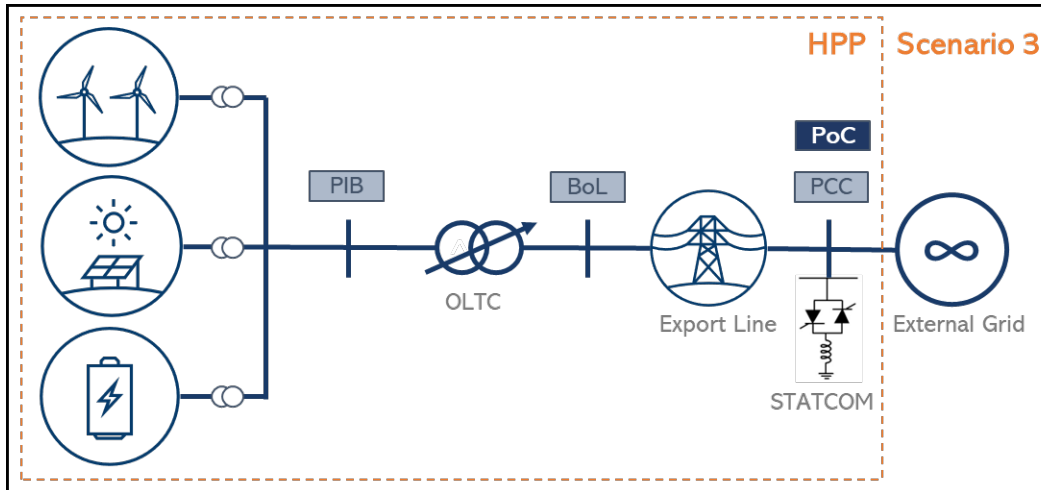 HPP
Scenario 3
PoC
PIB
BoL
PCC
OLTC
Export Line
External Grid
STATCOM